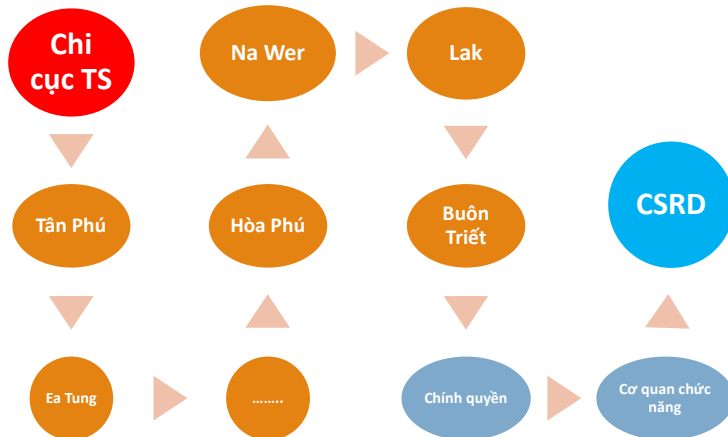 Chi
cục TS
Tân Phú
Ea Tung
........
Hòa Phú
Na Wer
Lak
Buôn
Triết
Chính quyền
Cơ quan chức
năng
CSRD